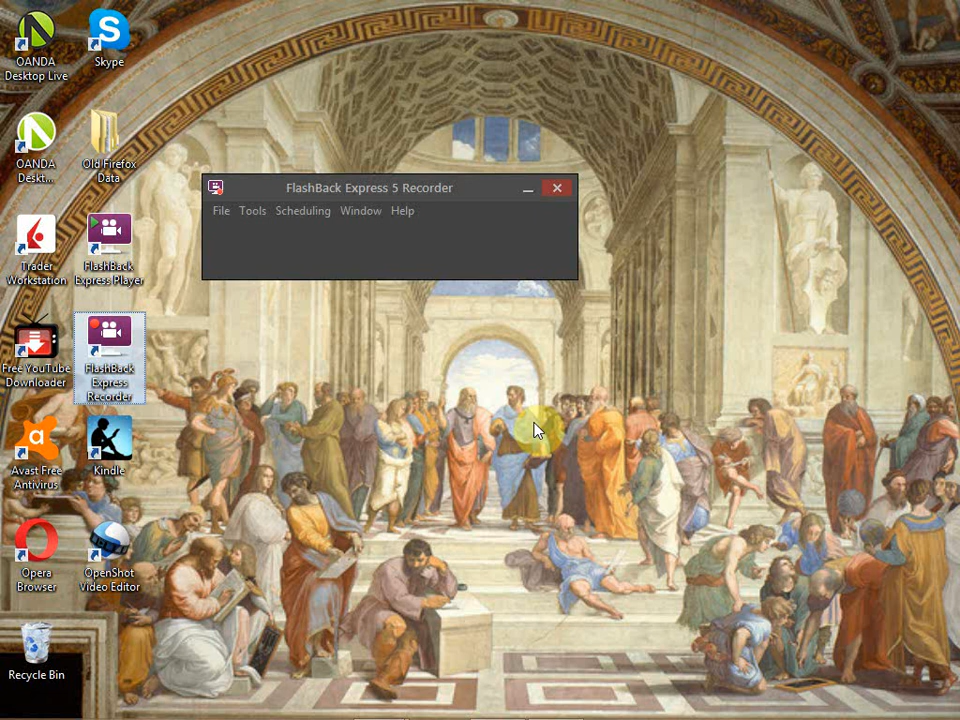 OANDA
Desktop Live
Skype
OANDA
Deskt...
Old Firefox
Data
Trader
Workstation
FlashBack
Express Player
Free YouTube
Downloader
FlashBack
Express
Recorder
Avast Free
Antivirus
Kindle
Opera
Browser
OpenShot
Video Editor
Recycle Bin
FlashBack Express 5 Recorder
File Tools Scheduling Window Help